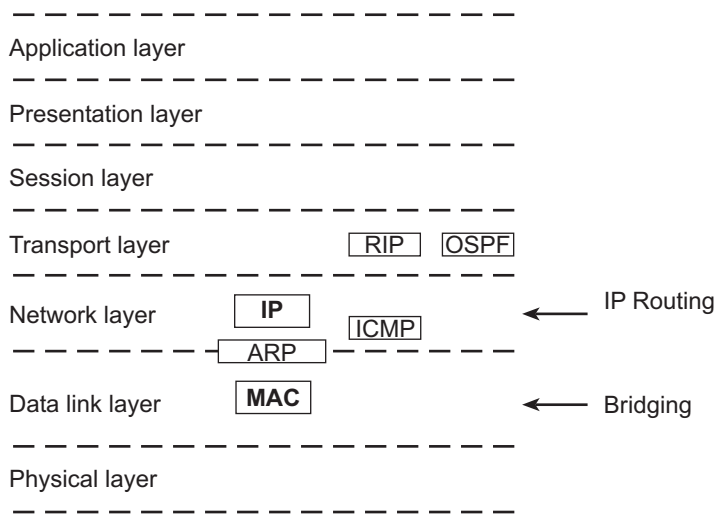 Application layer
Presentation layer
Session layer
Transport layer RIP OSPF
Network layer IP ICMP IP Routing
ARP
Data link layer MAC Bridging
Physical layer